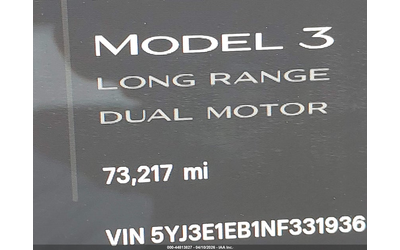 MODEL 3
LONG RANGE
DUAL MOTOR
73,217 mi
VIN 5YJ3E1EB1NF331936